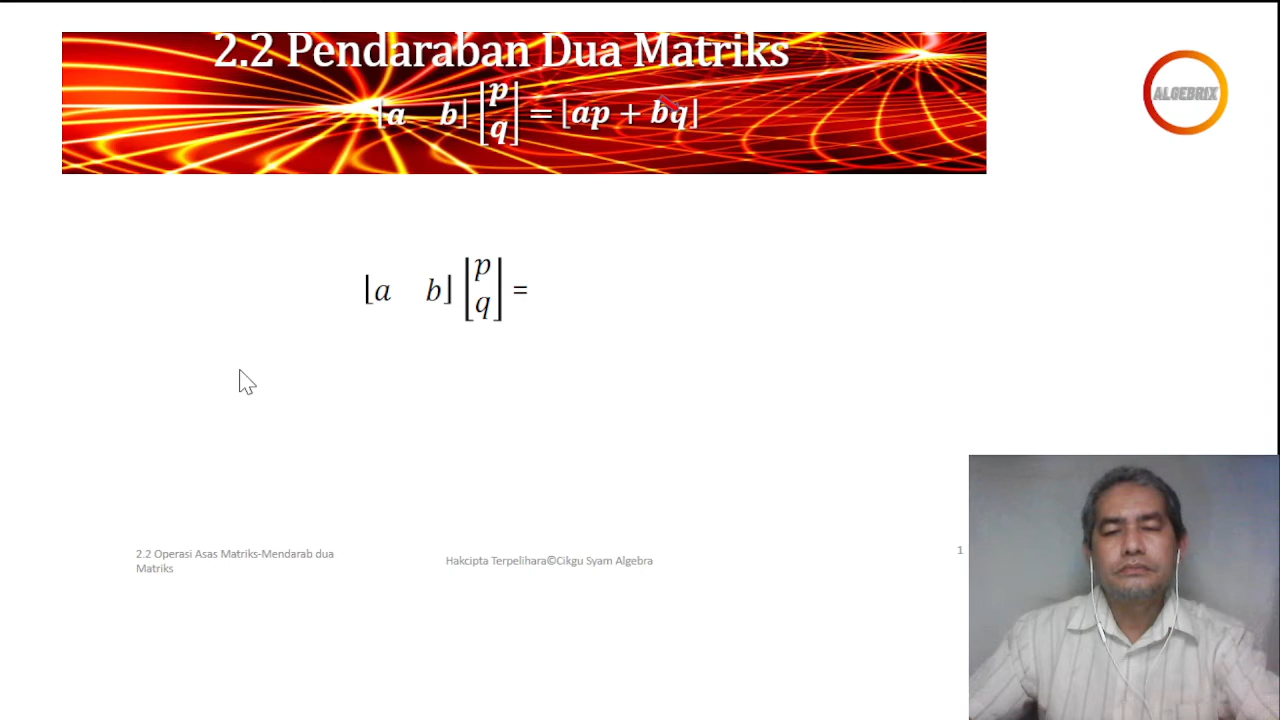 2.2 Pendaraban Dua Matriks
⌊a b⌋ ⌊p q⌋ = ⌊ap + bq⌋
ALGEBRIX
⌊a b⌋ ⌊p q⌋ =
2.2 Operasi Asas Matriks-Mendarab dua
Matriks
Hakcipta Terpelihara©Cikgu Syam Algebra
1